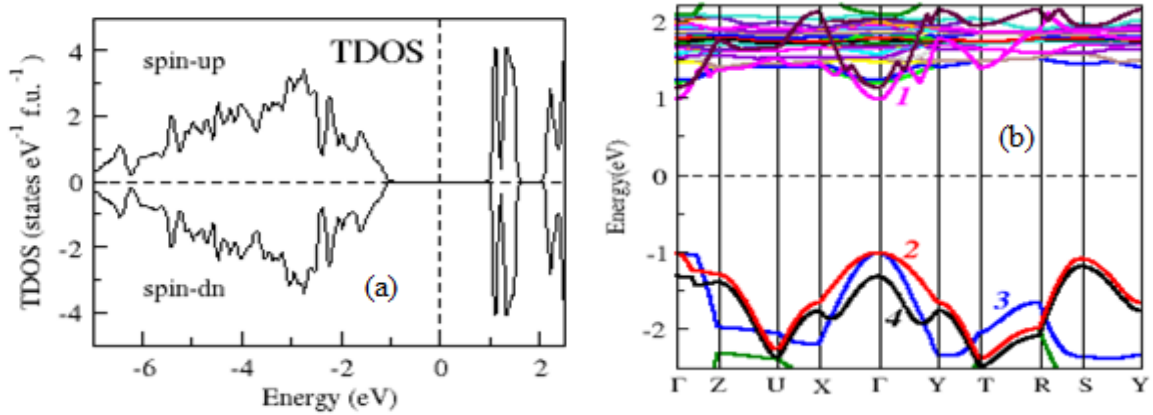 TDOS
spin-up
spin-dn
(a)
TDOS (states eV⁻¹ f.u.⁻¹)
4
2
0
-2
-4
-6
-4
-2
0
2
Energy (eV)
(b)
Energy(eV)
2
1
0
-1
-2
1
2
3
4
Γ Z U X Γ Y T R S Y